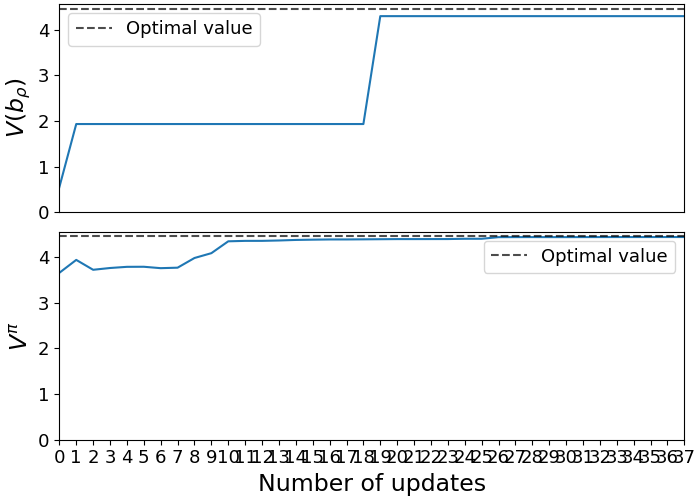 4
3
2
1
0
V(b_ρ)
Optimal value
4
3
2
1
0
V^π
Optimal value
0 1 2 3 4 5 6 7 8 9 10 11 12 13 14 15 16 17 18 19 20 21 22 23 24 25 26 27 28 29 30 31 32 33 34 35 36 37
Number of updates